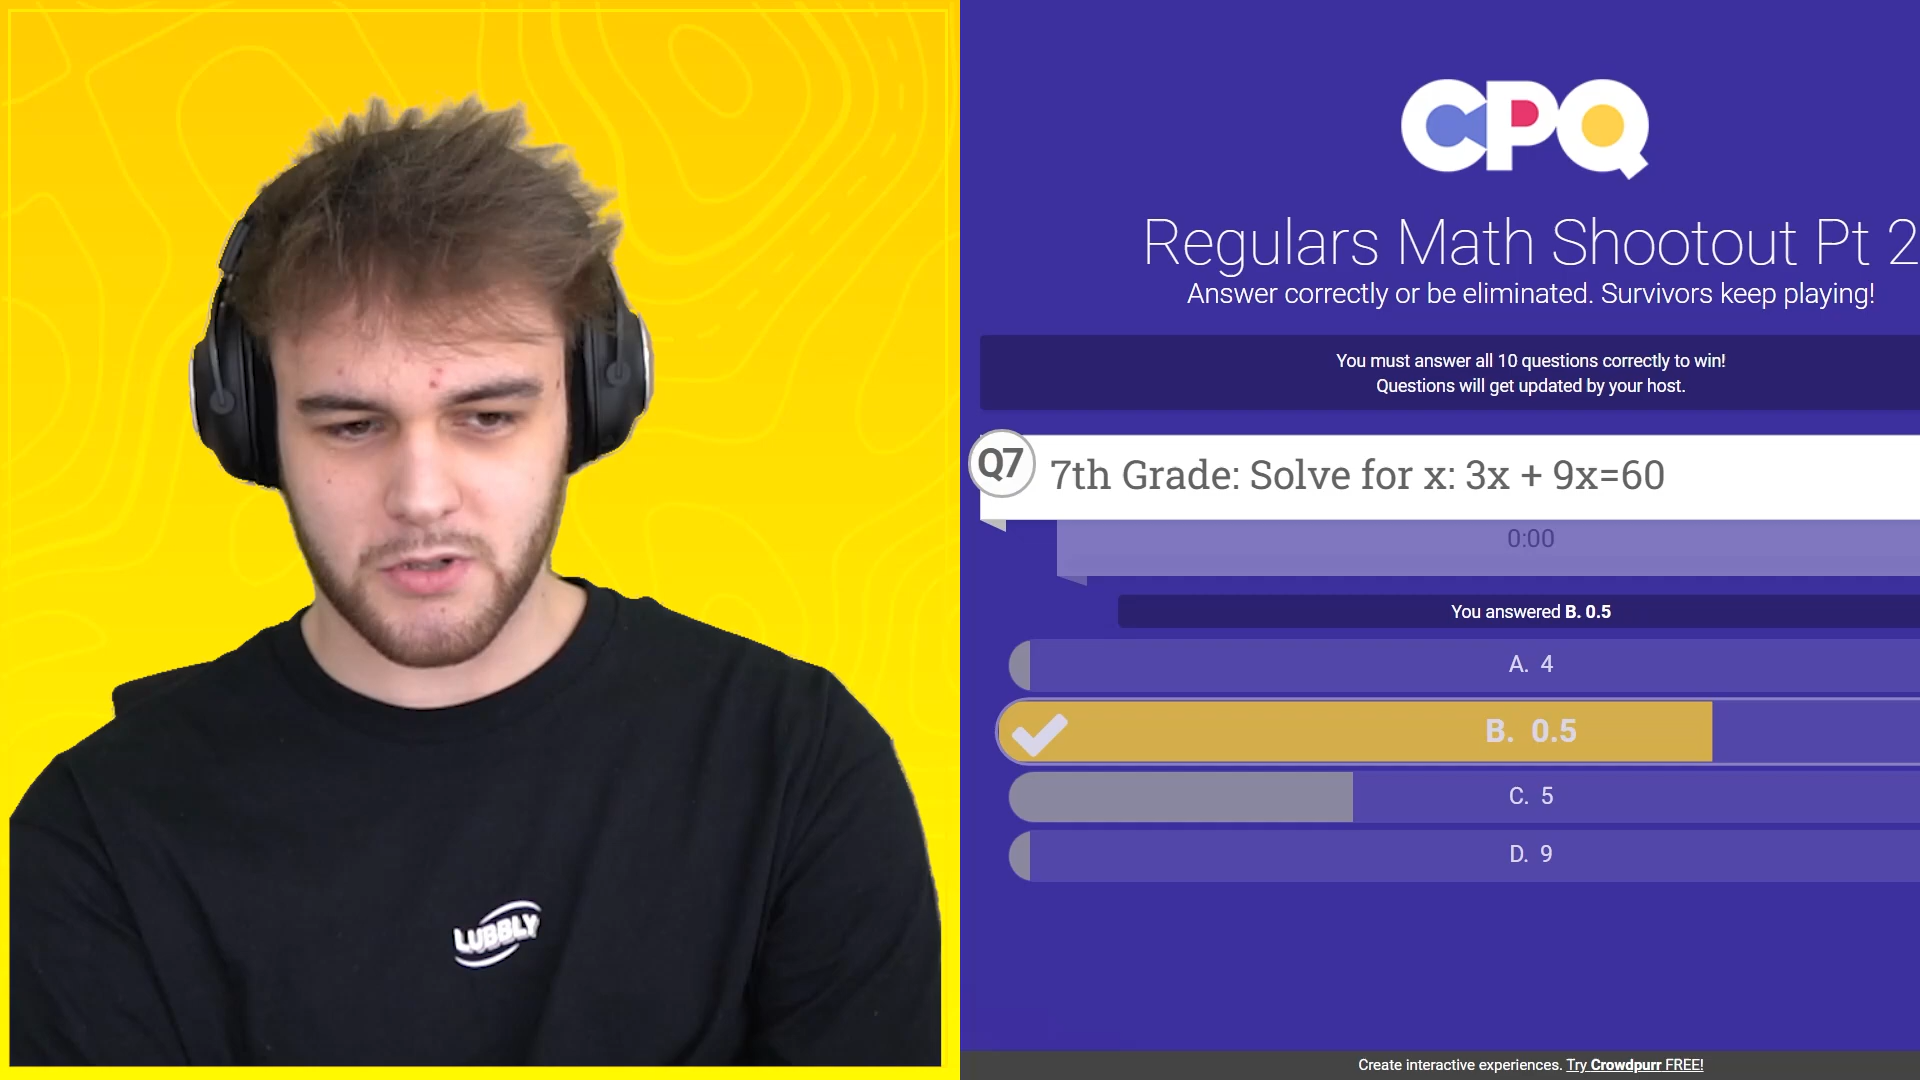 CPQ
Regulars Math Shootout Pt 2
Answer correctly or be eliminated. Survivors keep playing!
You must answer all 10 questions correctly to win!
Questions will get updated by your host.
Q7
7th Grade: Solve for x: 3x + 9x=60
0:00
You answered B. 0.5
A. 4
B. 0.5
C. 5
D. 9
LUBBLY
Create interactive experiences. Try Crowdpurr FREE!